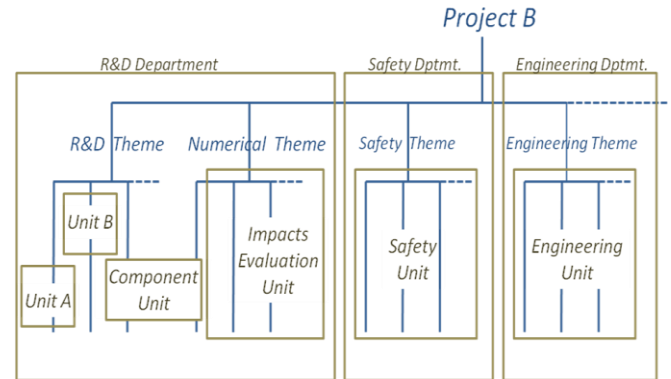 Project B
R&D Department
Safety Dptmt.
Engineering Dptmt.
R&D Theme
Numerical Theme
Safety Theme
Engineering Theme
Unit B
Unit A
Component
Unit
Impacts
Evaluation
Unit
Safety
Unit
Engineering
Unit